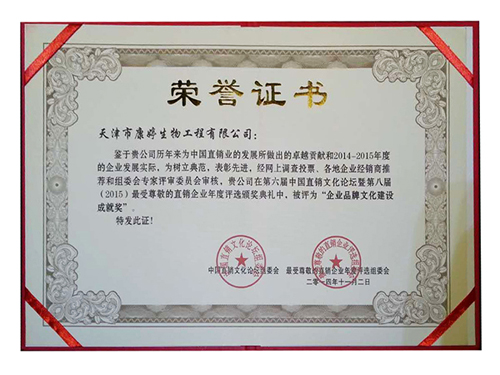 荣誉证书
天津市康婷生物工程有限公司：
鉴于贵公司历年来为中国直销业的发展所做出的卓越贡献和2014-2015年度
的企业发展实际，为树立典范，表彰先进，经网上调查投票、各地企业经销商推
荐和组委会专家评审委员会审核，贵公司在第六届中国直销文化论坛暨第八届
（2015）最受尊敬的直销企业年度评选颁奖典礼中，被评为“企业品牌文化建设
成就奖”。
特发此证！
中国直销文化论坛组委会 最受尊敬的直销企业年度评选组委会
二〇一四年十一月二日